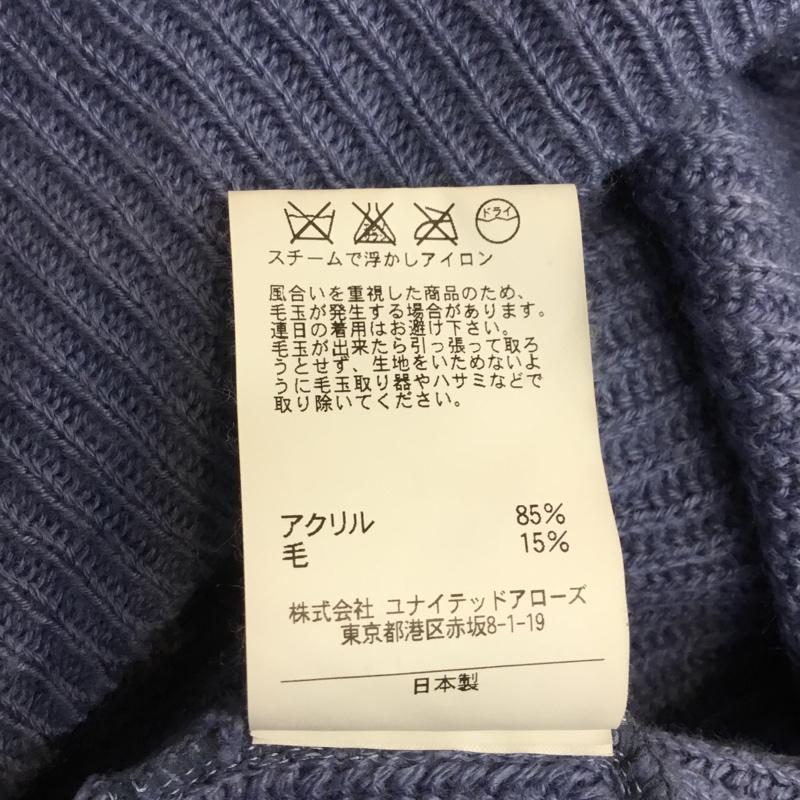 ドライ
スチームで浮かしアイロン
風合いを重視した商品のため、
毛玉が発生する場合があります。
連日の着用はお避け下さい。
毛玉が出来たら引っ張って取ろ
うとせず、生地をいためないよ
うに毛玉取り器やハサミなどで
取り除いてください。
アクリル 85%
毛 15%
株式会社 ユナイテッドアローズ
東京都港区赤坂8-1-19
日本製